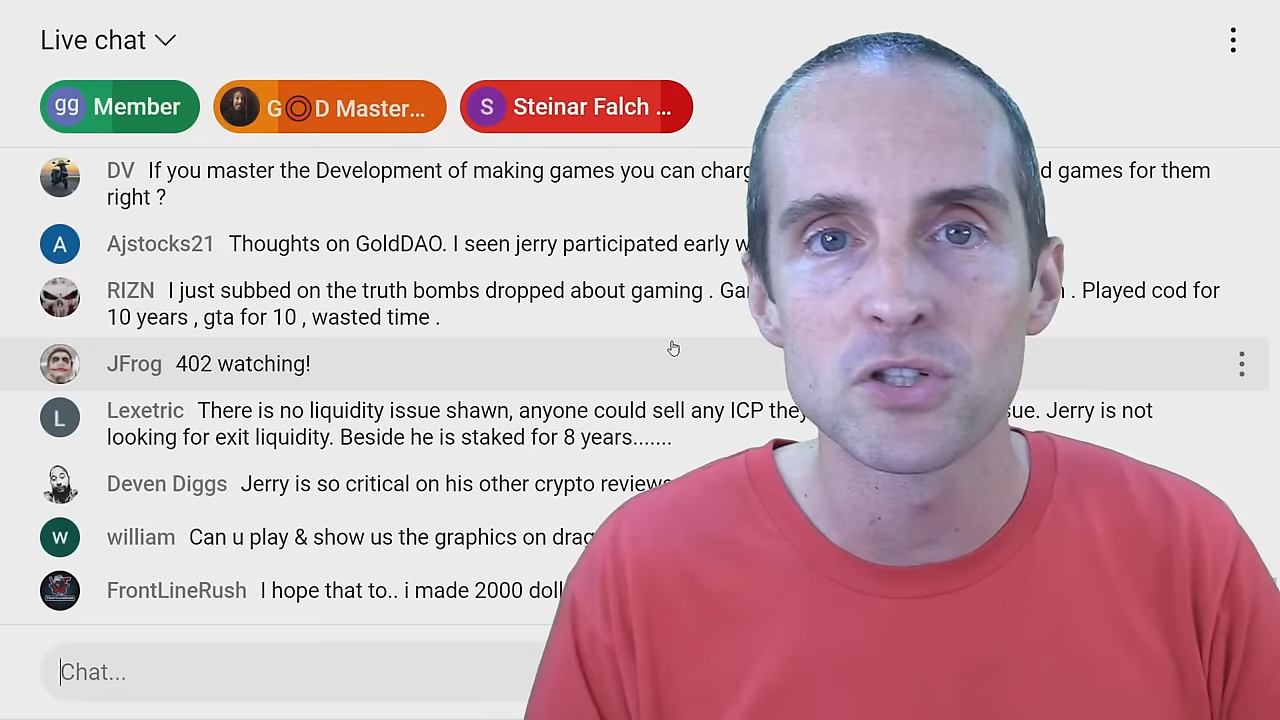 Live chat
gg Member
G D Master...
S Steinar Falch ...
DV If you master the Development of making games you can charg d games for them
right ?
A Ajstocks21 Thoughts on GoldDAO. I seen jerry participated early w
RIZN I just subbed on the truth bombs dropped about gaming . Ga . Played cod for
10 years , gta for 10 , wasted time .
JFrog 402 watching!
L Lexetric There is no liquidity issue shawn, anyone could sell any ICP they sue. Jerry is not
looking for exit liquidity. Beside he is staked for 8 years.......
Deven Diggs Jerry is so critical on his other crypto reviews
w william Can u play & show us the graphics on drag
FrontLineRush I hope that to.. i made 2000 doll
Chat...